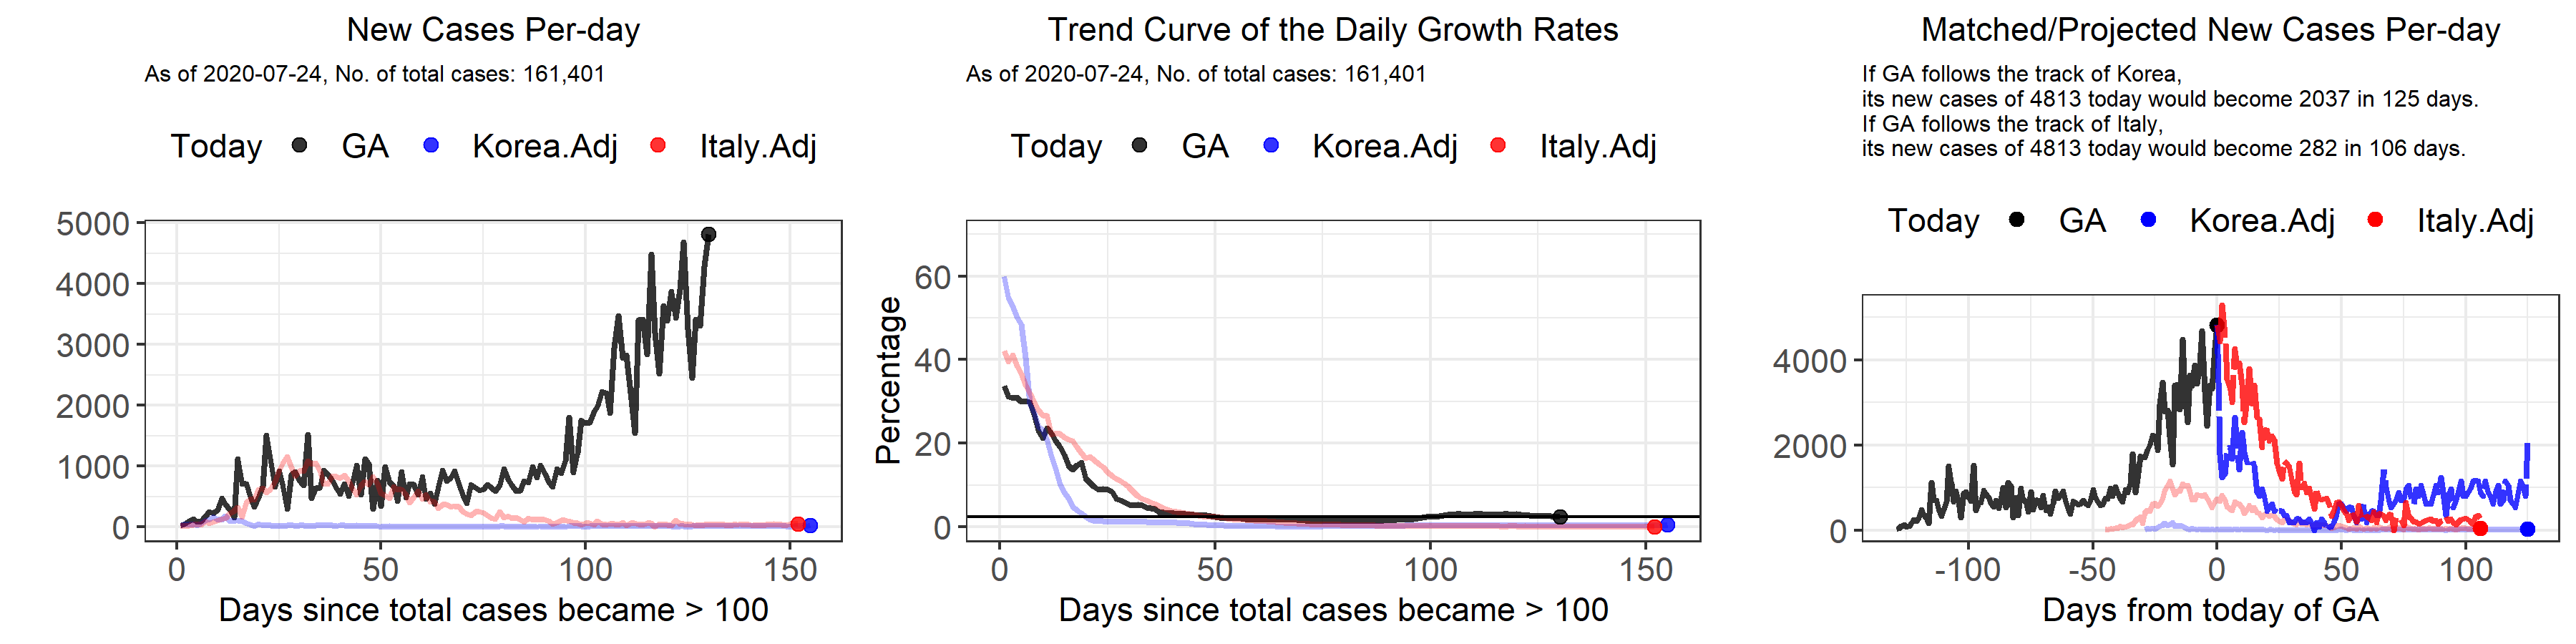 New Cases Per-day
As of 2020-07-24, No. of total cases: 161,401
Today GA Korea.Adj Italy.Adj
5000
4000
3000
2000
1000
0
0 50 100 150
Days since total cases became > 100
Trend Curve of the Daily Growth Rates
As of 2020-07-24, No. of total cases: 161,401
Today GA Korea.Adj Italy.Adj
Percentage
60
40
20
0
0 50 100 150
Days since total cases became > 100
Matched/Projected New Cases Per-day
If GA follows the track of Korea,
its new cases of 4813 today would become 2037 in 125 days.
If GA follows the track of Italy,
its new cases of 4813 today would become 282 in 106 days.
Today GA Korea.Adj Italy.Adj
4000
2000
0
-100 -50 0 50 100
Days from today of GA